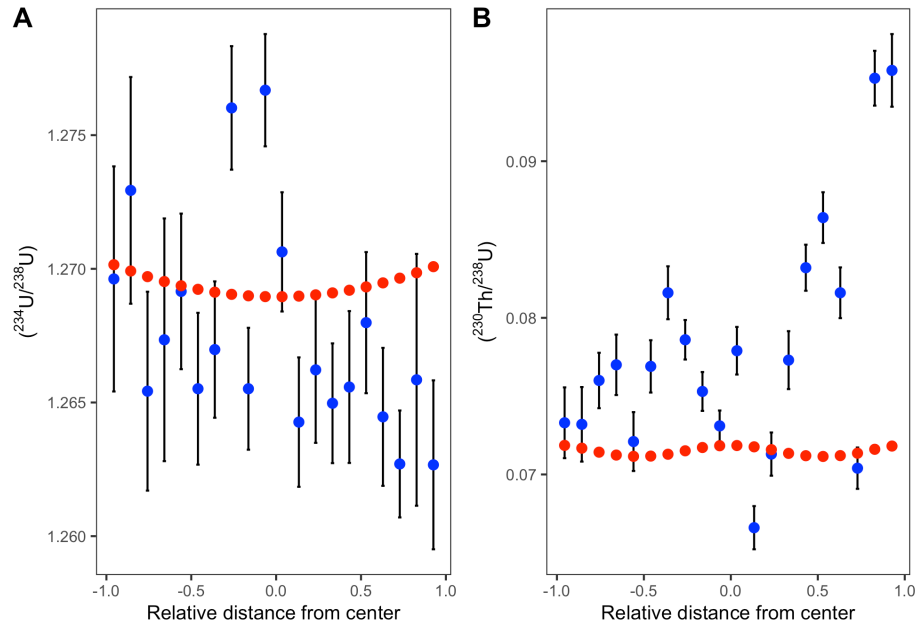 A
1.275
1.270
1.265
1.260
(²³⁴U/²³⁸U)
-1.0 -0.5 0.0 0.5 1.0
Relative distance from center
B
0.09
0.08
0.07
(²³⁰Th/²³⁸U)
-1.0 -0.5 0.0 0.5 1.0
Relative distance from center